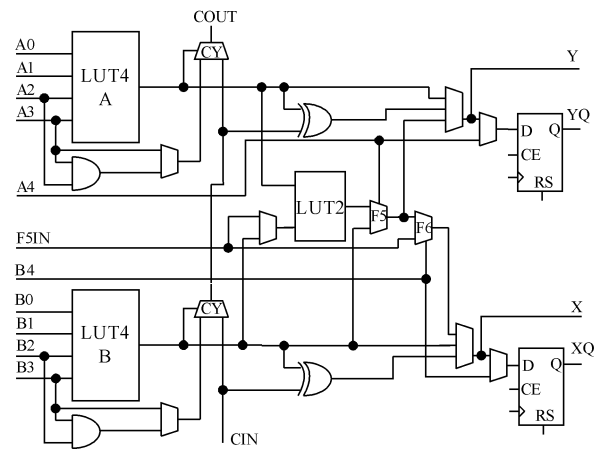 COUT
A0
A1
A2
A3
LUT4
A
CY
Y
YQ
D
Q
CE
RS
A4
LUT2
F5
F6
F5IN
B4
B0
B1
B2
B3
LUT4
B
CY
X
XQ
D
Q
CE
RS
CIN